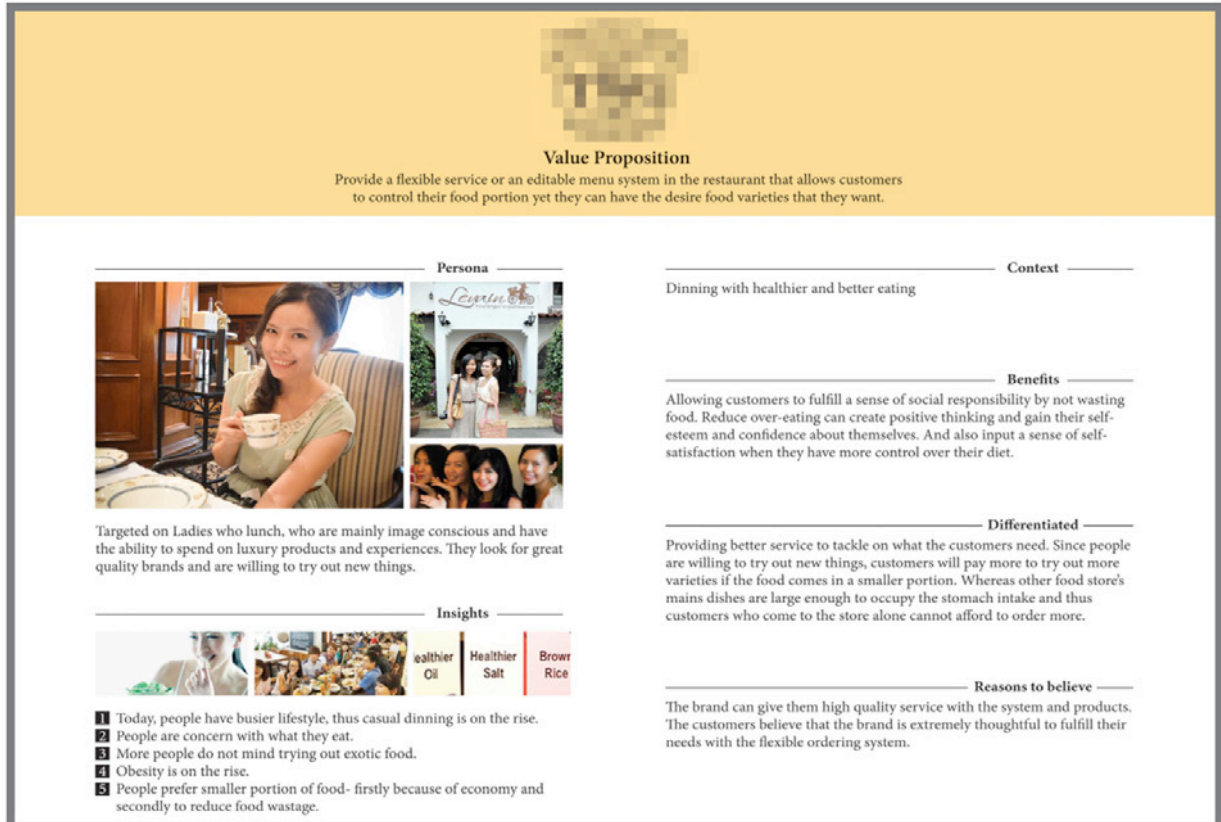 Value Proposition
Provide a flexible service or an editable menu system in the restaurant that allows customers
to control their food portion yet they can have the desire food varieties that they want.
Persona
Levain
Targeted on Ladies who lunch, who are mainly image conscious and have
the ability to spend on luxury products and experiences. They look for great
quality brands and are willing to try out new things.
Insights
ealthier
Oil
Healthier
Salt
Brown
Rice
1 Today, people have busier lifestyle, thus casual dinning is on the rise.
2 People are concern with what they eat.
3 More people do not mind trying out exotic food.
4 Obesity is on the rise.
5 People prefer smaller portion of food- firstly because of economy and
secondly to reduce food wastage.
Context
Dinning with healthier and better eating
Benefits
Allowing customers to fulfill a sense of social responsibility by not wasting
food. Reduce over-eating can create positive thinking and gain their self-
esteem and confidence about themselves. And also input a sense of self-
satisfaction when they have more control over their diet.
Differentiated
Providing better service to tackle on what the customers need. Since people
are willing to try out new things, customers will pay more to try out more
varieties if the food comes in a smaller portion. Whereas other food store's
mains dishes are large enough to occupy the stomach intake and thus
customers who come to the store alone cannot afford to order more.
Reasons to believe
The brand can give them high quality service with the system and products.
The customers believe that the brand is extremely thoughtful to fulfill their
needs with the flexible ordering system.